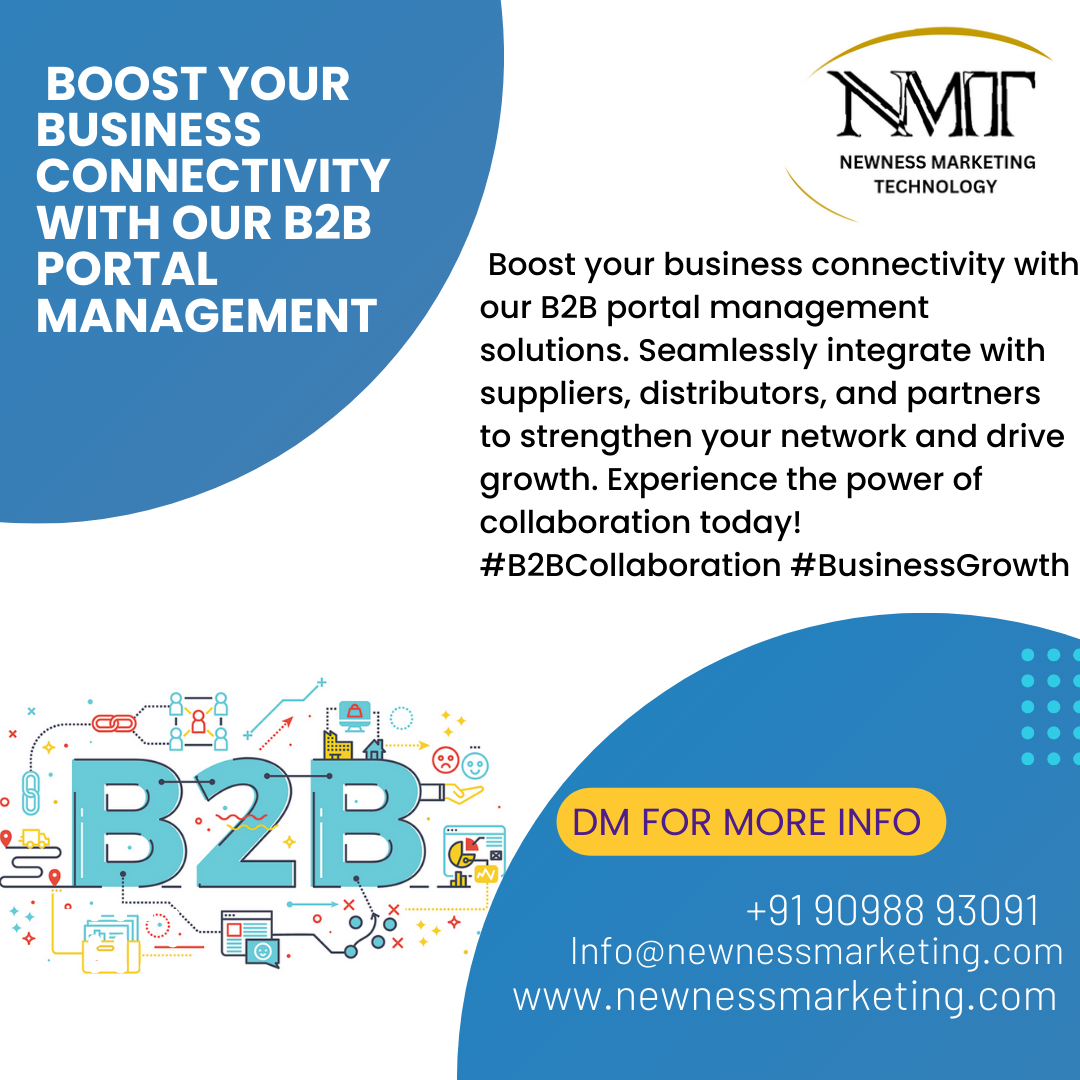 BOOST YOUR
BUSINESS
CONNECTIVITY
WITH OUR B2B
PORTAL
MANAGEMENT
NMT
NEWNESS MARKETING
TECHNOLOGY
Boost your business connectivity with
our B2B portal management
solutions. Seamlessly integrate with
suppliers, distributors, and partners
to strengthen your network and drive
growth. Experience the power of
collaboration today!
#B2BCollaboration #BusinessGrowth
B2B
DM FOR MORE INFO
+91 90988 93091
Info@newnessmarketing.com
www.newnessmarketing.com